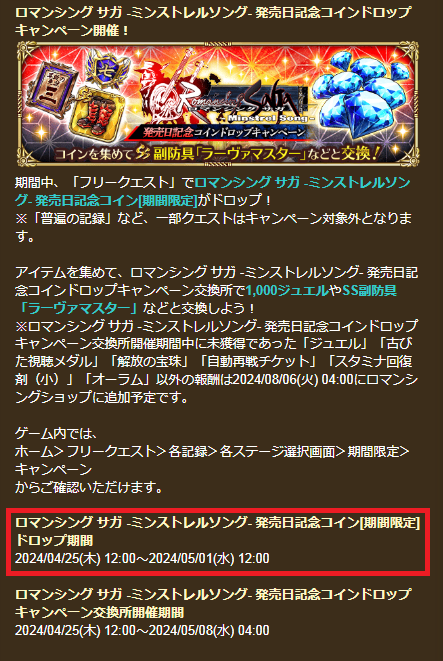 ロマンシング サガ -ミンストレルソング- 発売日記念コインドロップ
キャンペーン開催！
Romancing SaGa
-Minstrel Song-
発売日記念コインドロップキャンペーン
コインを集めて SS 副防具「ラーヴァマスター」などと交換！
期間中、「フリークエスト」でロマンシング サガ -ミンストレルソン
グ- 発売日記念コイン[期間限定]がドロップ！
※「普遍の記録」など、一部クエストはキャンペーン対象外となりま
す。
アイテムを集めて、ロマンシング サガ -ミンストレルソング- 発売日記
念コインドロップキャンペーン交換所で1,000ジュエルやSS副防具
「ラーヴァマスター」などと交換しよう！
※ロマンシング サガ -ミンストレルソング- 発売日記念コインドロップ
キャンペーン交換所開催期間中に未獲得であった「ジュエル」「古び
た視聴メダル」「解放の宝珠」「自動再戦チケット」「スタミナ回復
剤（小）」「オーラム」以外の報酬は2024/08/06(火) 04:00にロマンシ
ングショップに追加予定です。
ゲーム内では、
ホーム＞フリークエスト＞各記録＞各ステージ選択画面＞期間限定＞
キャンペーン
からご確認いただけます。
ロマンシング サガ -ミンストレルソング- 発売日記念コイン[期間限定]
ドロップ期間
2024/04/25(木) 12:00～2024/05/01(水) 12:00
ロマンシング サガ -ミンストレルソング- 発売日記念コインドロップ
キャンペーン交換所開催期間
2024/04/25(木) 12:00～2024/05/08(水) 04:00